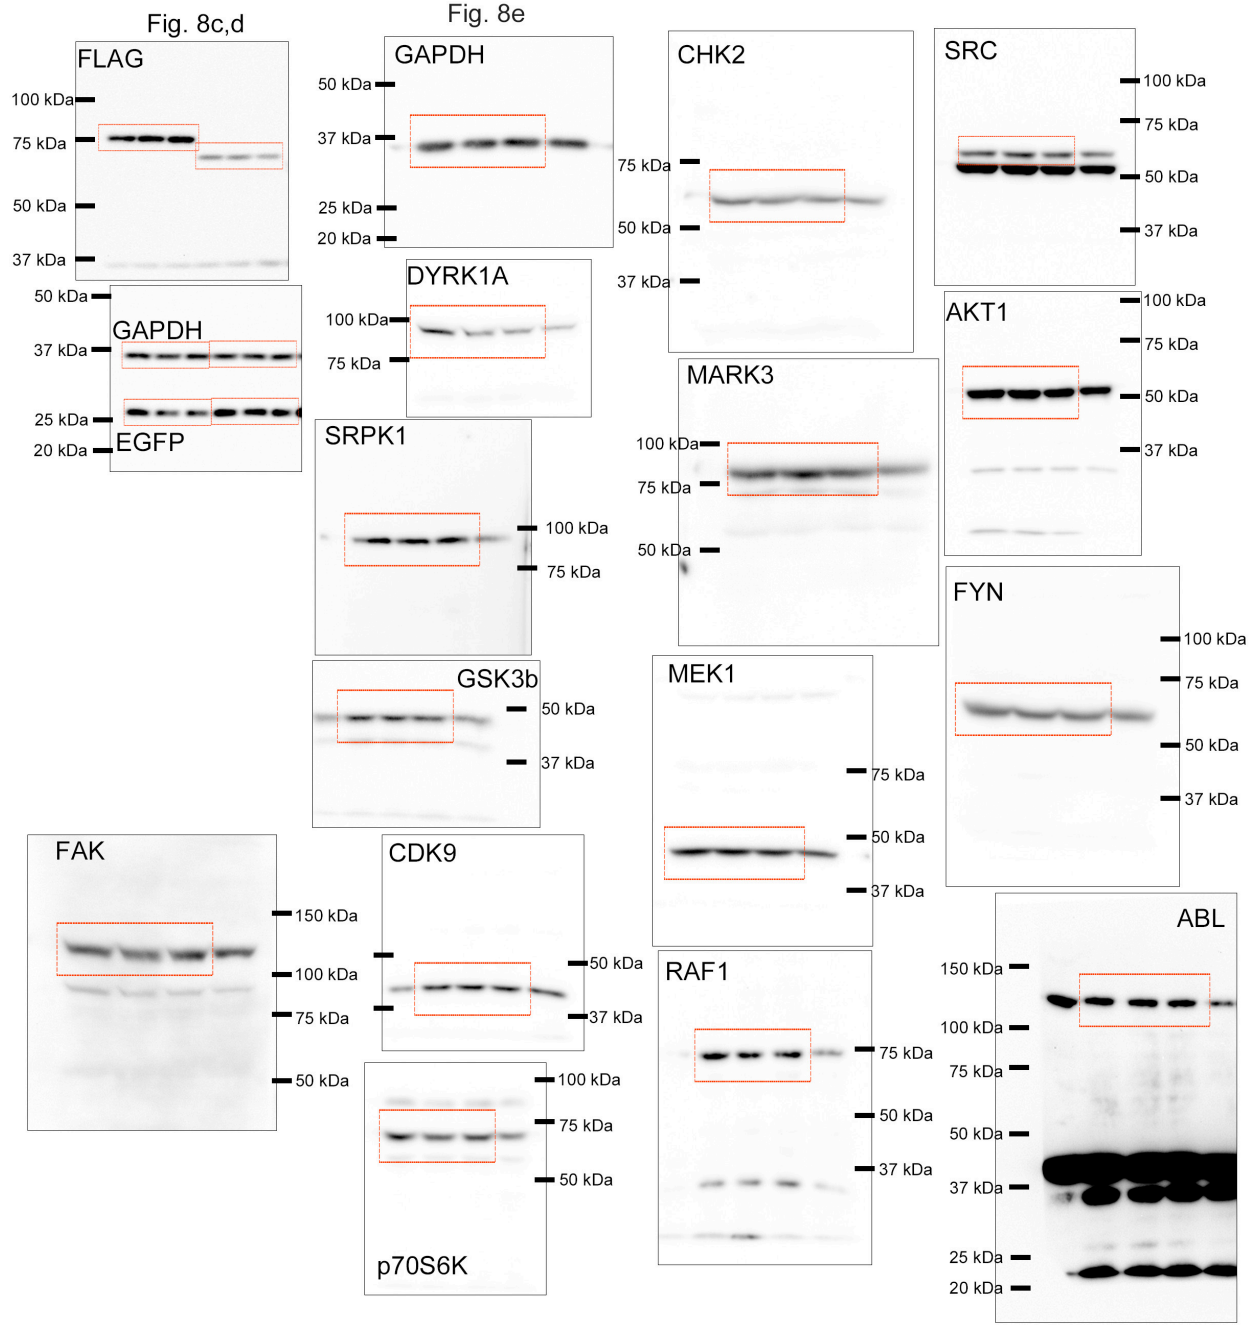 Fig. 8c,d
FLAG
100 kDa
75 kDa
50 kDa
37 kDa
50 kDa
GAPDH
37 kDa
25 kDa
EGFP
20 kDa
Fig. 8e
GAPDH
50 kDa
37 kDa
25 kDa
20 kDa
DYRK1A
100 kDa
75 kDa
SRPK1
100 kDa
75 kDa
GSK3b
50 kDa
37 kDa
FAK
150 kDa
100 kDa
75 kDa
50 kDa
CDK9
50 kDa
37 kDa
100 kDa
75 kDa
50 kDa
p70S6K
CHK2
75 kDa
50 kDa
37 kDa
MARK3
100 kDa
75 kDa
50 kDa
MEK1
75 kDa
50 kDa
37 kDa
RAF1
75 kDa
50 kDa
37 kDa
SRC
100 kDa
75 kDa
50 kDa
37 kDa
AKT1
100 kDa
75 kDa
50 kDa
37 kDa
FYN
100 kDa
75 kDa
50 kDa
37 kDa
ABL
150 kDa
100 kDa
75 kDa
50 kDa
37 kDa
25 kDa
20 kDa